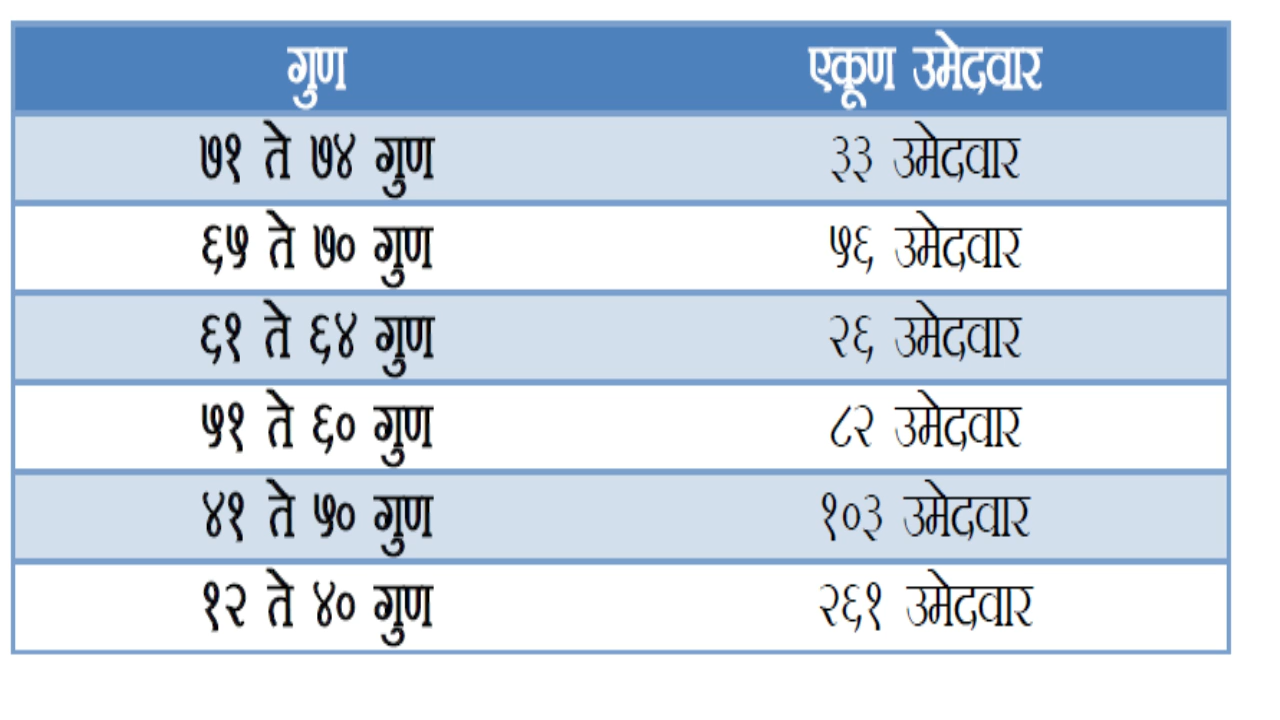 गुण एकूण उमेदवार
७१ ते ७४ गुण ३३ उमेदवार
६५ ते ७० गुण ५६ उमेदवार
६१ ते ६४ गुण २६ उमेदवार
५१ ते ६० गुण ८२ उमेदवार
४१ ते ५० गुण १०३ उमेदवार
१२ ते ४० गुण २६१ उमेदवार